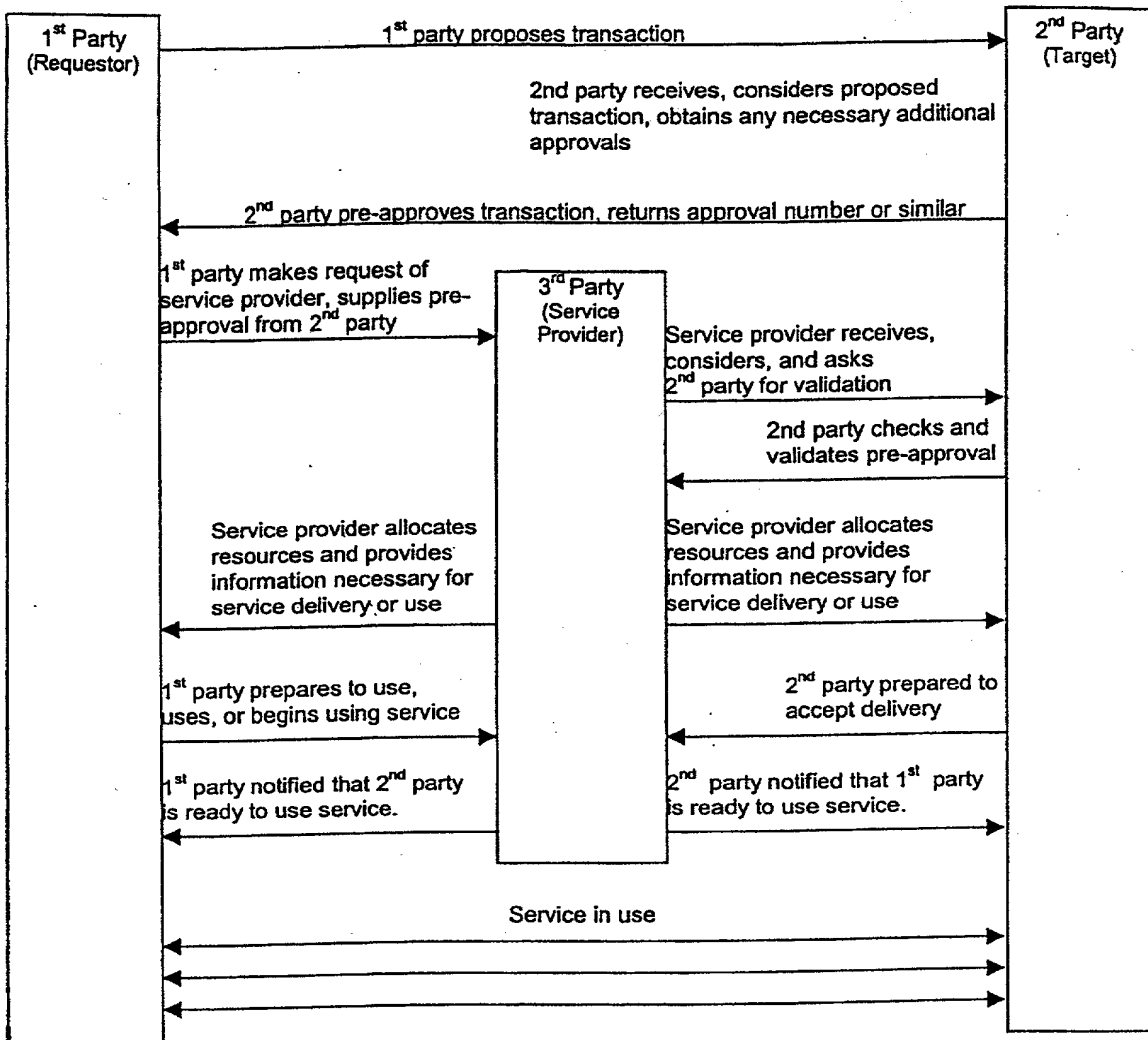 1st Party
(Requestor)
1st party proposes transaction
2nd Party
(Target)
2nd party receives, considers proposed
transaction, obtains any necessary additional
approvals
2nd party pre-approves transaction, returns approval number or similar
1st party makes request of
service provider, supplies pre-
approval from 2nd party
3rd Party
(Service
Provider)
Service provider receives,
considers, and asks
2nd party for validation
2nd party checks and
validates pre-approval
Service provider allocates
resources and provides
information necessary for
service delivery or use
Service provider allocates
resources and provides
information necessary for
service delivery or use
1st party prepares to use,
uses, or begins using service
2nd party prepared to
accept delivery
1st party notified that 2nd party
is ready to use service.
2nd party notified that 1st party
is ready to use service.
Service in use